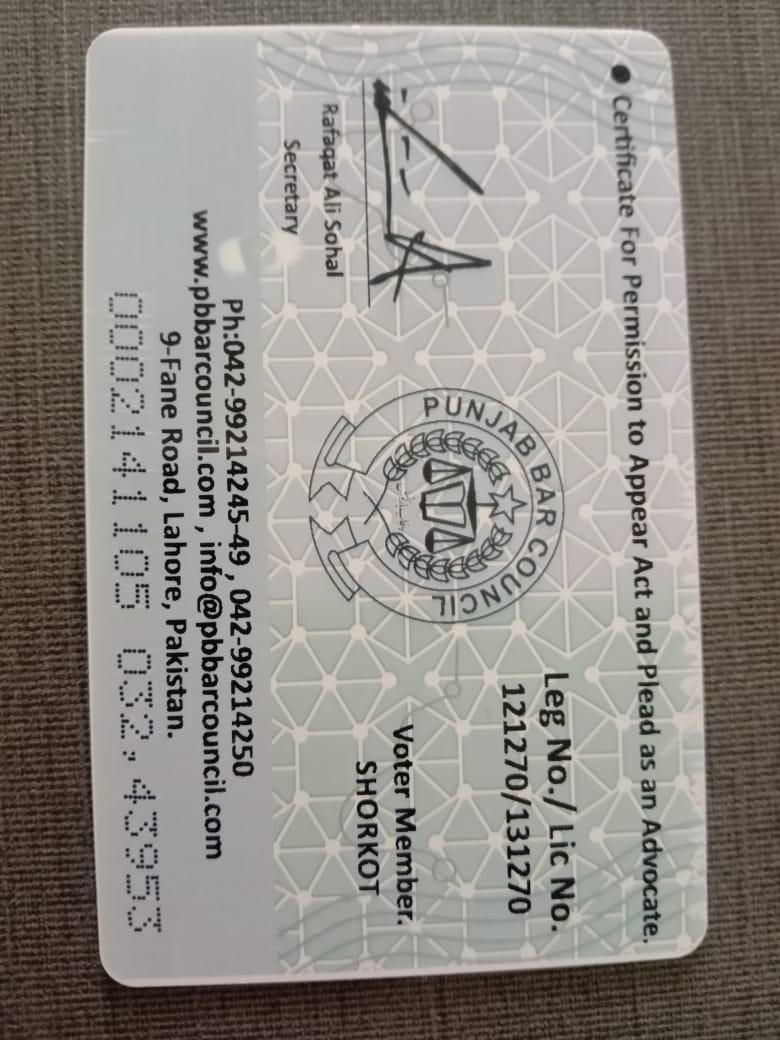 ● Certificate For Permission to Appear Act and Plead as an Advocate.
Leg No./ Lic No.
121270/131270
PUNJAB BAR COUNCIL
Voter Member.
SHORKOT
Rafaqat Ali Sohal
Secretary
Ph:042-99214245-49 , 042-99214250
www.pbbarcouncil.com , info@pbbarcouncil.com
9-Fane Road, Lahore, Pakistan.
0002141105 032,43953